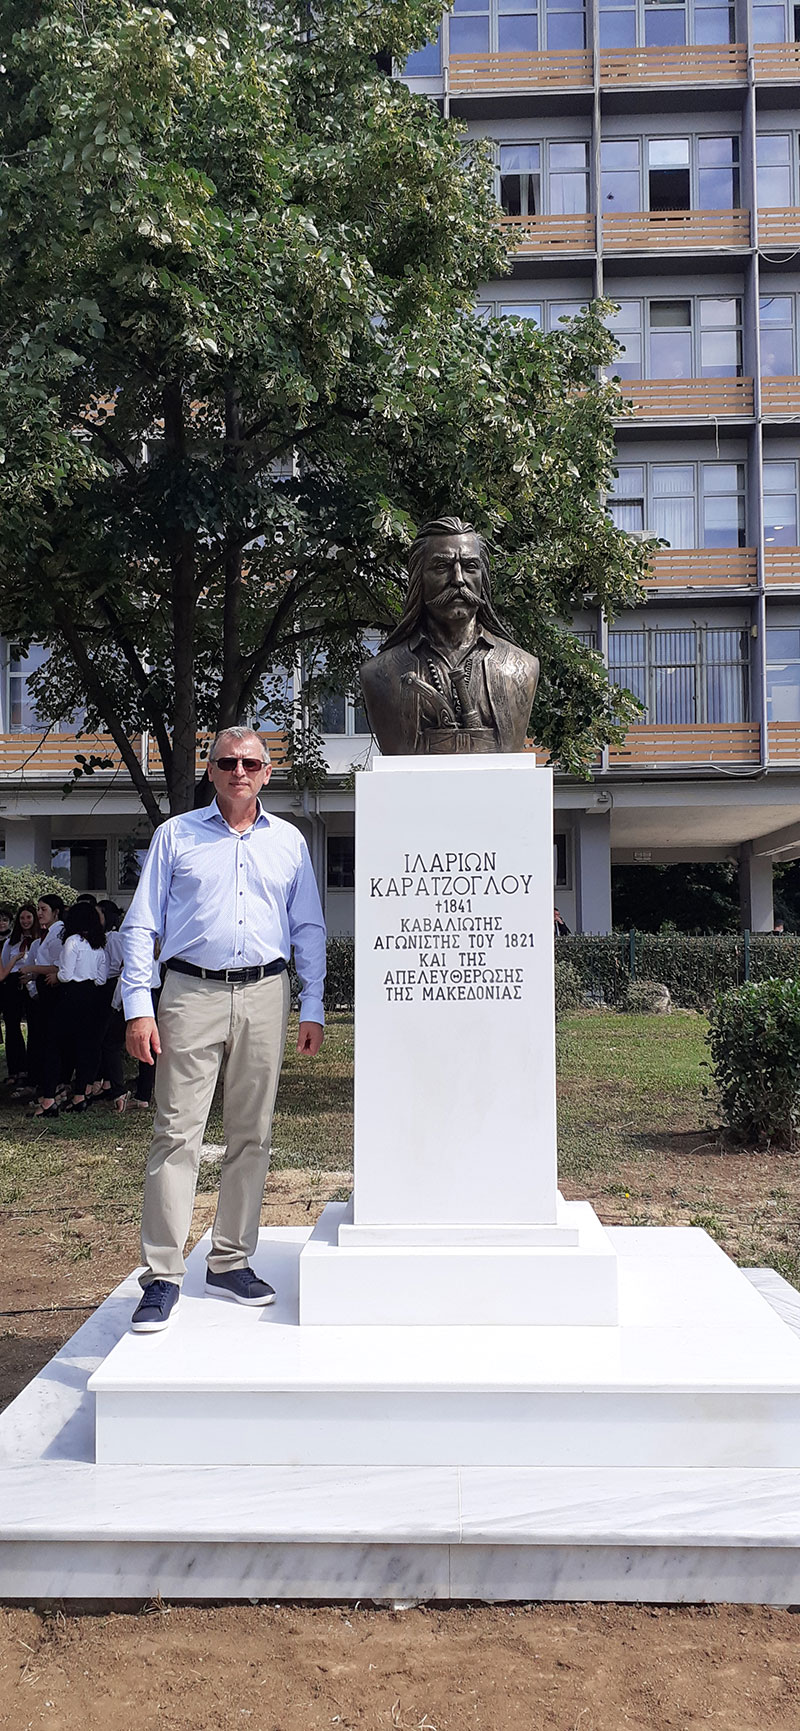 ΙΛΑΡΙΩΝ
ΚΑΡΑΤΖΟΓΛΟΥ
†1841
ΚΑΒΑΛΙΩΤΗΣ
ΑΓΩΝΙΣΤΗΣ ΤΟΥ 1821
ΚΑΙ ΤΗΣ
ΑΠΕΛΕΥΘΕΡΩΣΗΣ
ΤΗΣ ΜΑΚΕΔΟΝΙΑΣ